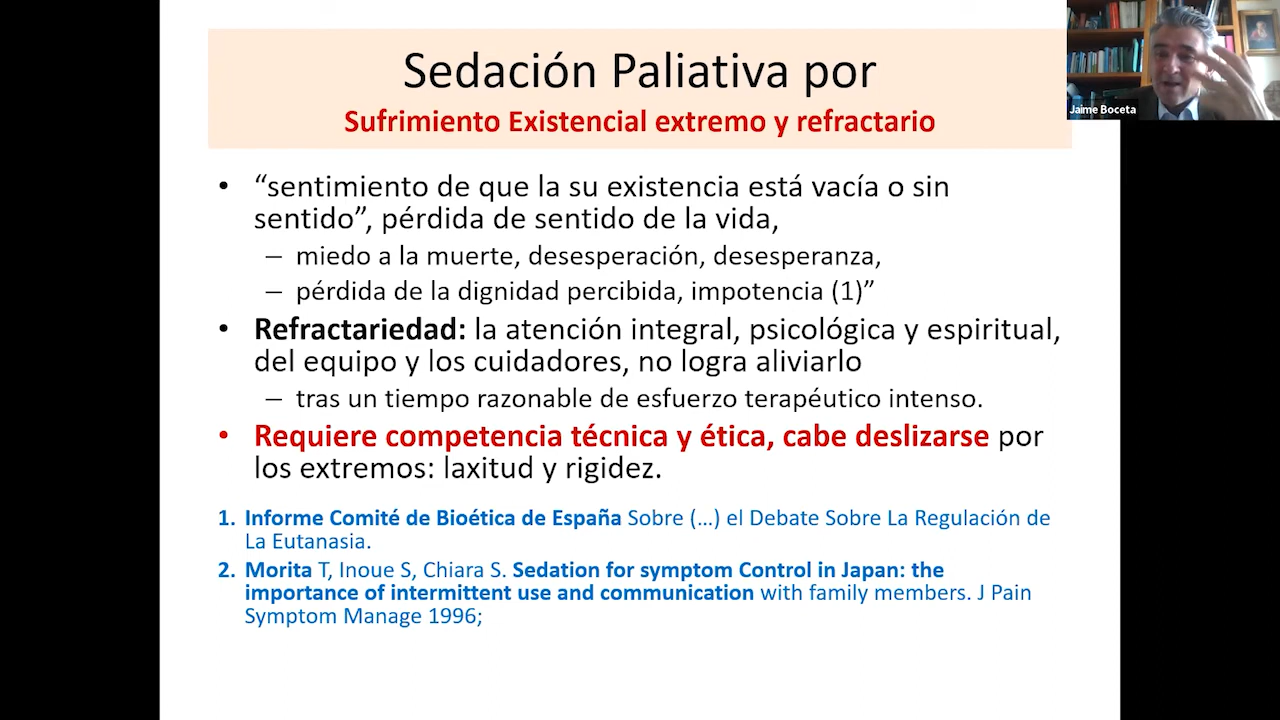 Sedación Paliativa por
Sufrimiento Existencial extremo y refractario
Jaime Boceta
• “sentimiento de que la su existencia está vacía o sin
sentido”, pérdida de sentido de la vida,
– miedo a la muerte, desesperación, desesperanza,
– pérdida de la dignidad percibida, impotencia (1)”
• Refractariedad: la atención integral, psicológica y espiritual,
del equipo y los cuidadores, no logra aliviarlo
– tras un tiempo razonable de esfuerzo terapéutico intenso.
• Requiere competencia técnica y ética, cabe deslizarse por
los extremos: laxitud y rigidez.
1. Informe Comité de Bioética de España Sobre (…) el Debate Sobre La Regulación de
La Eutanasia.
2. Morita T, Inoue S, Chiara S. Sedation for symptom Control in Japan: the
importance of intermittent use and communication with family members. J Pain
Symptom Manage 1996;